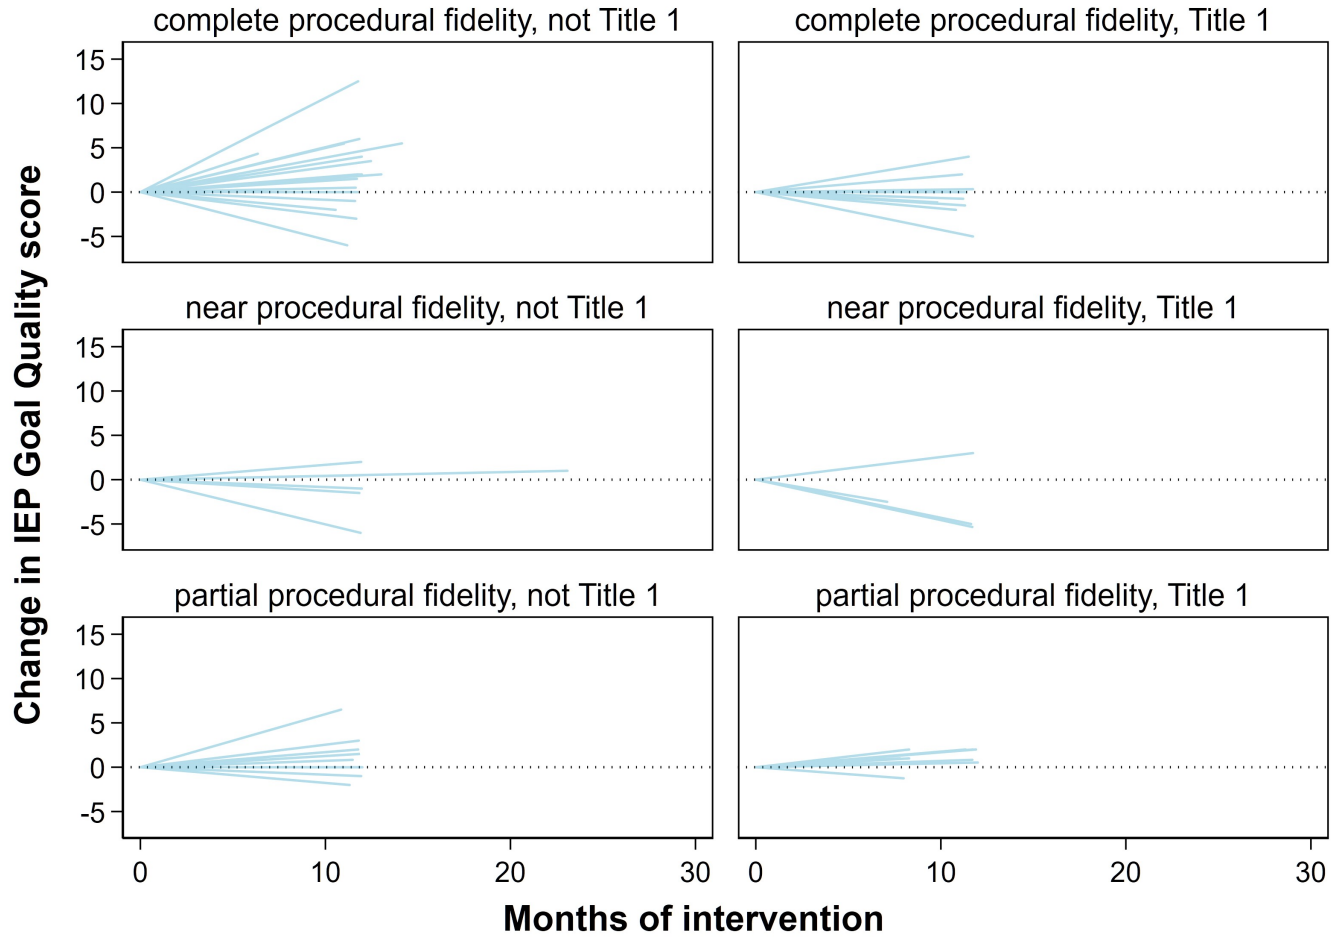 complete procedural fidelity, not Title 1
complete procedural fidelity, Title 1
15
10
5
0
-5
near procedural fidelity, not Title 1
near procedural fidelity, Title 1
15
10
5
0
-5
partial procedural fidelity, not Title 1
partial procedural fidelity, Title 1
15
10
5
0
-5
0 10 20 30 0 10 20 30
Change in IEP Goal Quality score
Months of intervention